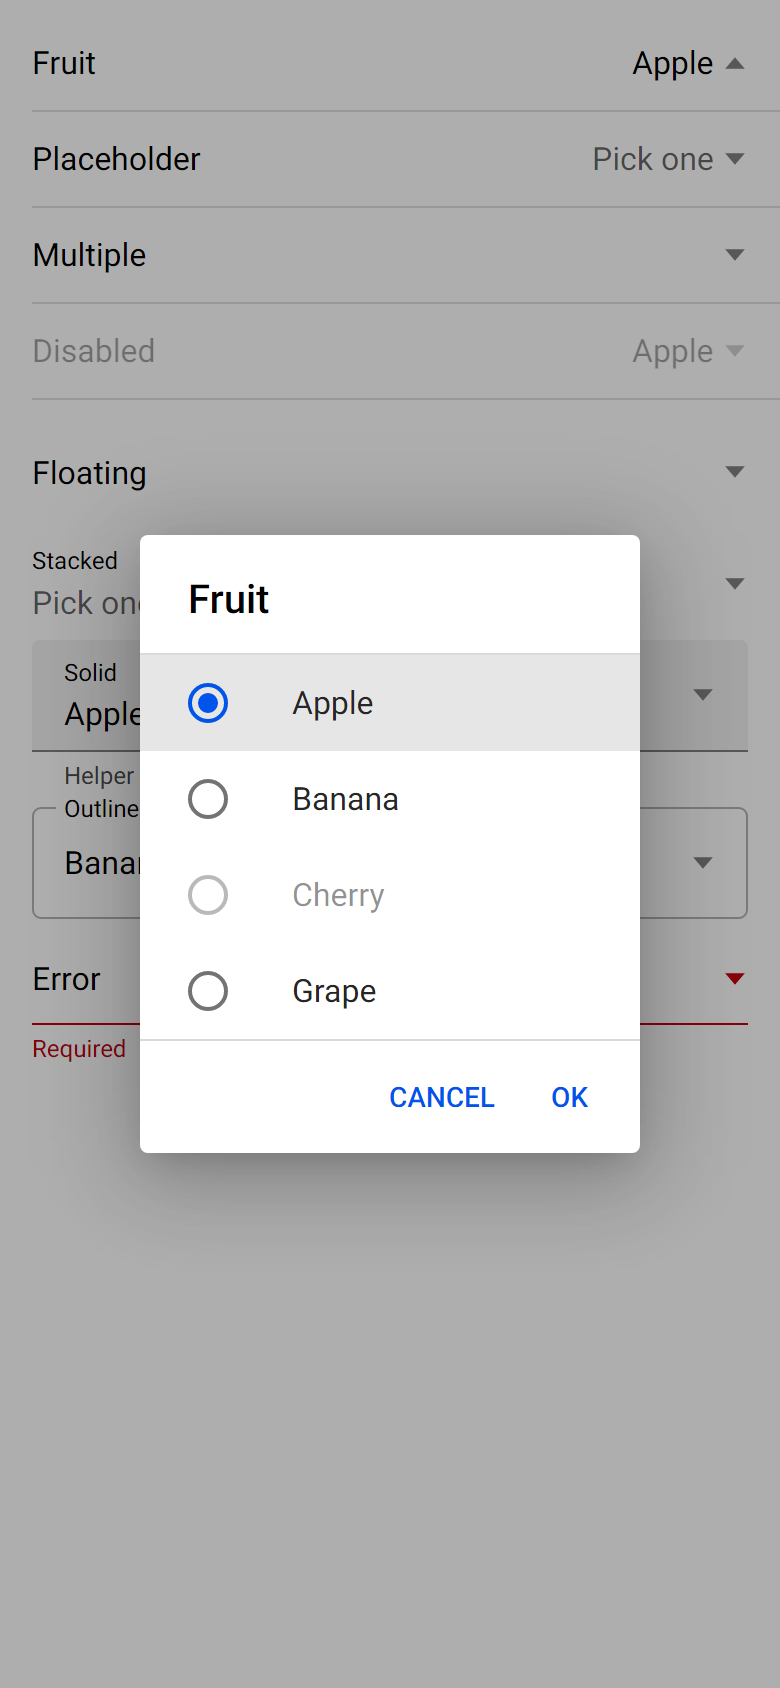 Fruit Apple
Placeholder Pick one
Multiple
Disabled Apple
Floating
Stacked
Pick
Solid
Apple
Helper
Outline
Error
Required
Fruit
Apple
Banana
Cherry
Grape
CANCEL OK